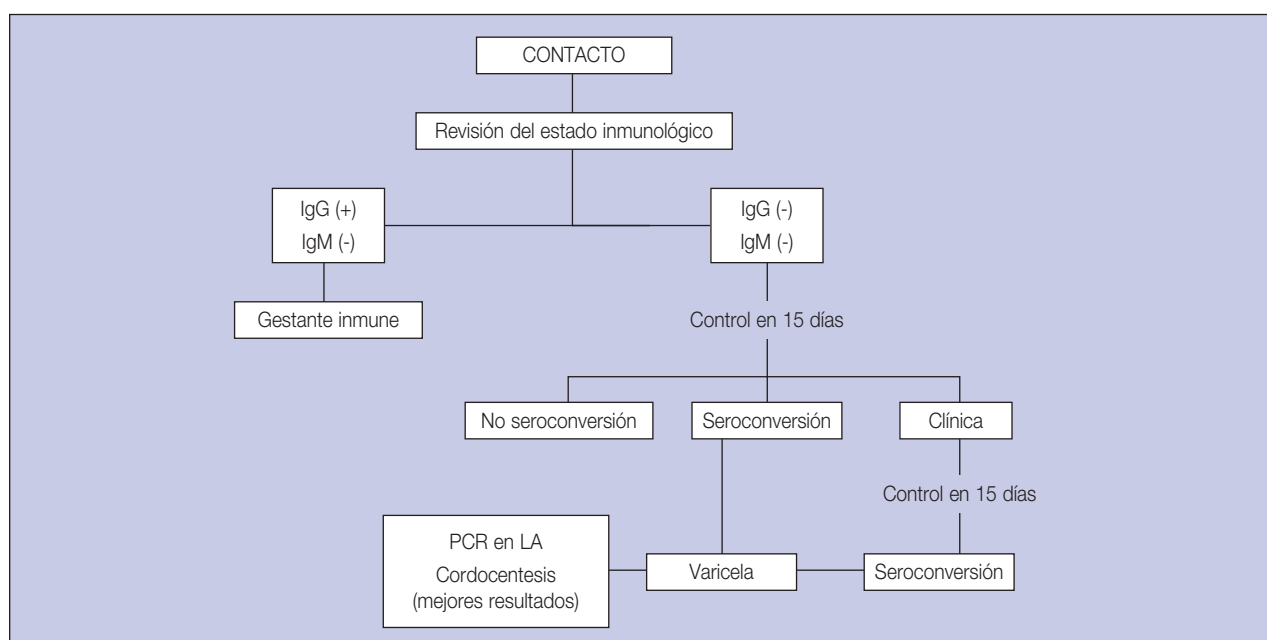 CONTACTO
Revisión del estado inmunológico
IgG (+)
IgM (-)
IgG (-)
IgM (-)
Gestante inmune
Control en 15 días
No seroconversión
Seroconversión
Clínica
Control en 15 días
PCR en LA
Cordocentesis
(mejores resultados)
Varicela
Seroconversión